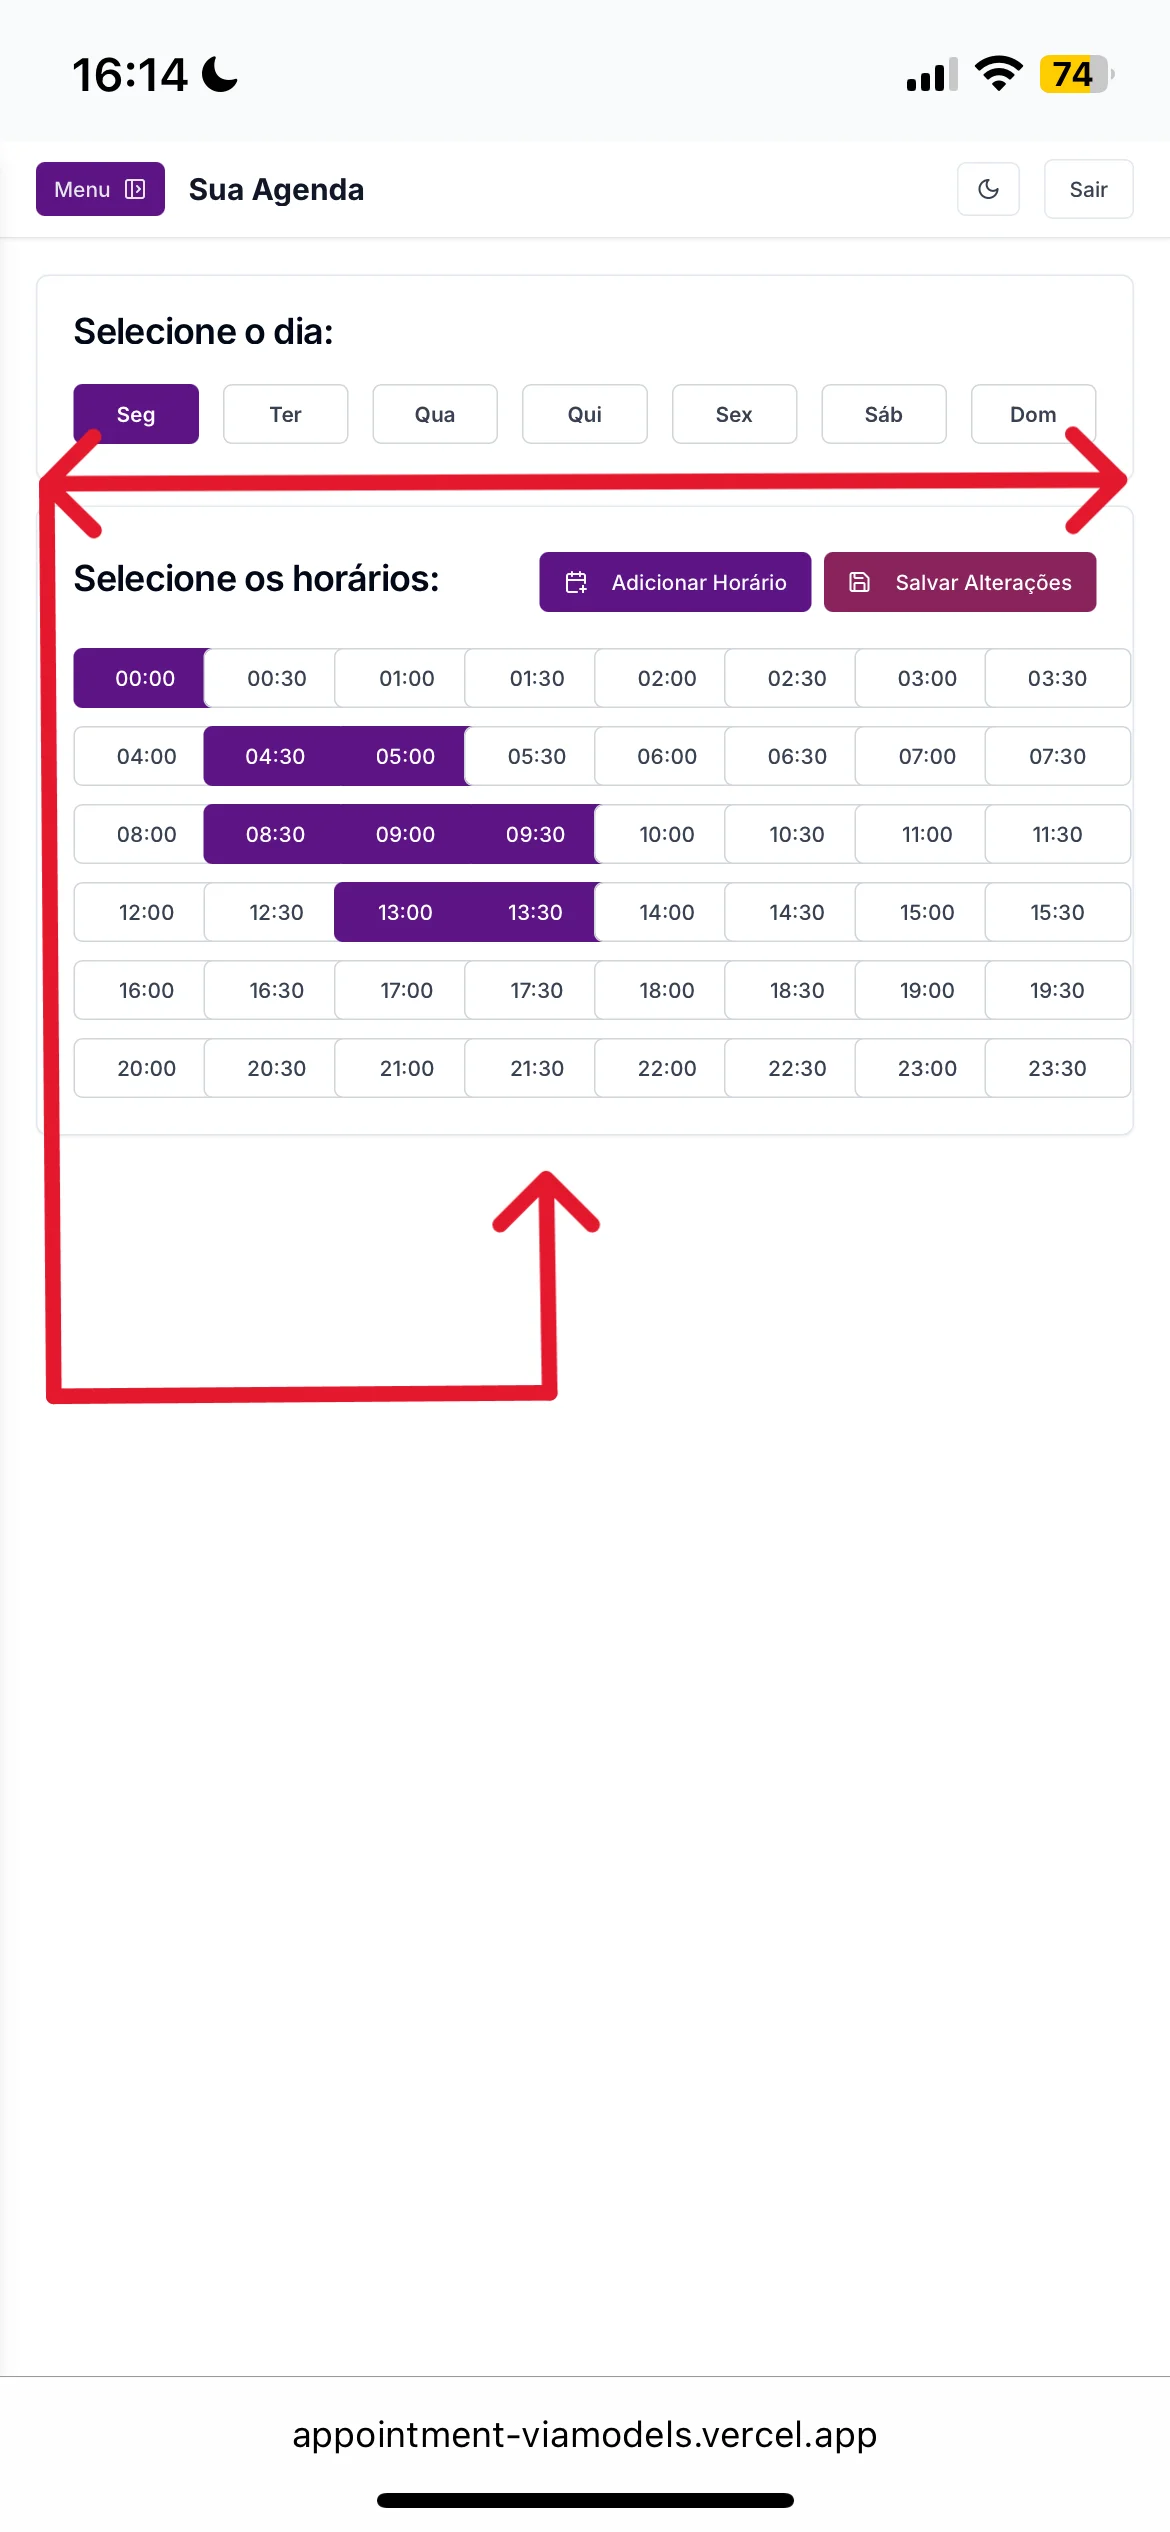 16:14
74
Menu
Sua Agenda
Sair
Selecione o dia:
Seg Ter Qua Qui Sex Sáb Dom
Selecione os horários:
Adicionar Horário
Salvar Alterações
00:00 00:30 01:00 01:30 02:00 02:30 03:00 03:30
04:00 04:30 05:00 05:30 06:00 06:30 07:00 07:30
08:00 08:30 09:00 09:30 10:00 10:30 11:00 11:30
12:00 12:30 13:00 13:30 14:00 14:30 15:00 15:30
16:00 16:30 17:00 17:30 18:00 18:30 19:00 19:30
20:00 20:30 21:00 21:30 22:00 22:30 23:00 23:30
appointment-viamodels.vercel.app